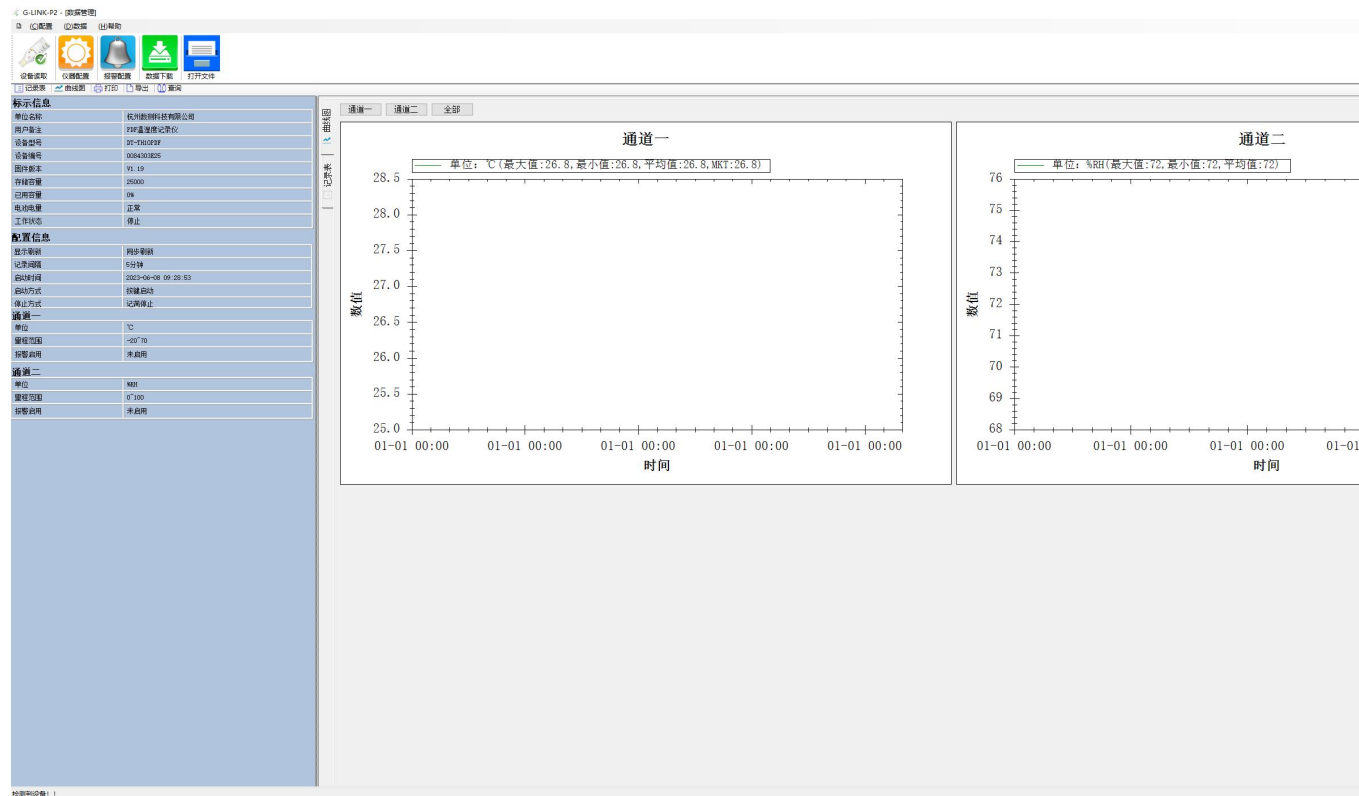 G-LINK-P2 - [数据管理]
(C)配置 (D)数据 (H)帮助
设备读取 仪器配置 报警配置 数据下载 打开文件
记录表 曲线图 打印 导出 查询
标示信息
单位名称 杭州数测科技有限公司
用户备注 PDF温湿度记录仪
设备型号 DT-TH10PDF
设备编号 0084303E25
固件版本 V1.19
存储容量 25000
已用容量 0%
电池电量 正常
工作状态 停止
配置信息
显示刷新 同步刷新
记录间隔 5分钟
启动时间 2023-06-08 09:28:53
启动方式 按键启动
停止方式 记满停止
通道一
单位 ℃
量程范围 -20~70
报警启用 未启用
通道二
单位 %RH
量程范围 0~100
报警启用 未启用
曲线图
记录表
通道一 通道二 全部
通道一
单位: ℃(最大值:26.8,最小值:26.8,平均值:26.8,MKT:26.8)
28.5
28.0
27.5
27.0
26.5
26.0
25.5
25.0
数值
01-01 00:00 01-01 00:00 01-01 00:00 01-01 00:00 01-01 00:00
时间
通道二
单位: %RH(最大值:72,最小值:72,平均值:72)
76
75
74
73
72
71
70
69
68
数值
01-01 00:00 01-01 00:00 01-01 00:00 01-01
时间
检测到设备!!